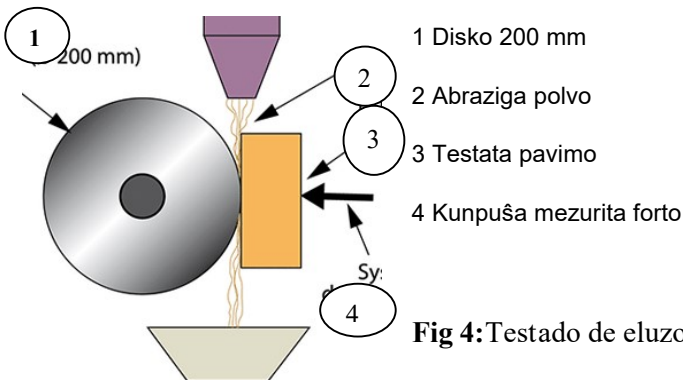 1
200 mm)
2
3
Sy
4
1 Disko 200 mm
2 Abraziga polvo
3 Testata pavimo
4 Kunpuŝa mezurita forto
Fig 4:Testado de eluzo